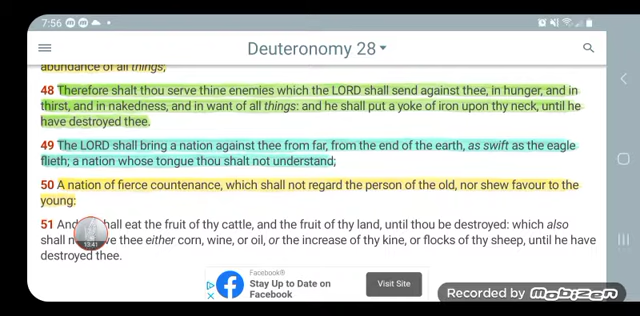 7:56
Deuteronomy 28
abundance of all things;
48 Therefore shalt thou serve thine enemies which the LORD shall send against thee, in hunger, and in
thirst, and in nakedness, and in want of all things: and he shall put a yoke of iron upon thy neck, until he
have destroyed thee.
49 The LORD shall bring a nation against thee from far, from the end of the earth, as swift as the eagle
flieth; a nation whose tongue thou shalt not understand;
50 A nation of fierce countenance, which shall not regard the person of the old, nor shew favour to the
young:
51 And hall eat the fruit of thy cattle, and the fruit of thy land, until thou be destroyed: which also
shall n ve thee either corn, wine, or oil, or the increase of thy kine, or flocks of thy sheep, until he have
destroyed thee.
13:41
Facebook®
Stay Up to Date on
Facebook
Visit Site
Recorded by Mobizen